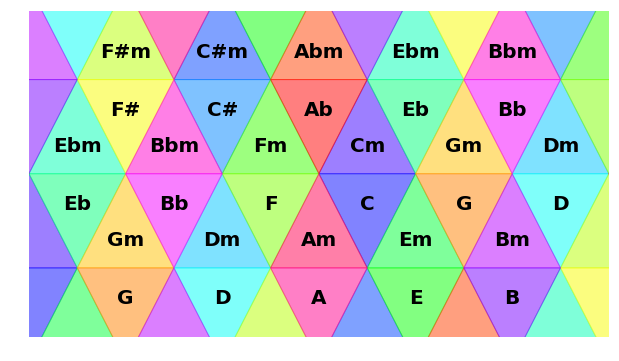 F#m C#m Abm Ebm Bbm
F# C# Ab Eb Bb
Ebm Bbm Fm Cm Gm Dm
Eb Bb F C G D
Gm Dm Am Em Bm
G D A E B